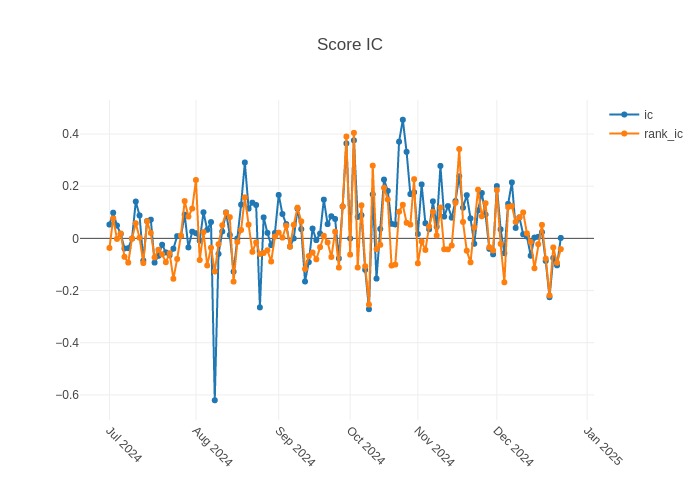 Score IC
ic
rank_ic
0.4
0.2
0
−0.2
−0.4
−0.6
Jul 2024
Aug 2024
Sep 2024
Oct 2024
Nov 2024
Dec 2024
Jan 2025